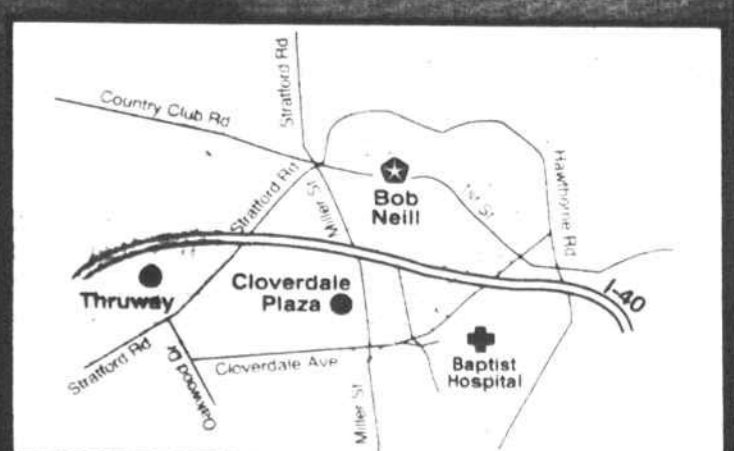 Stratford Rd
Country Club Rd
Stratford Rd
Miller St
Bob
Neill
1st St
Hawthorne Rd
Thruway
Cloverdale
Plaza
I-40
Stratford Rd
Oakwood Dr
Cloverdale Ave
Miller St
Baptist
Hospital